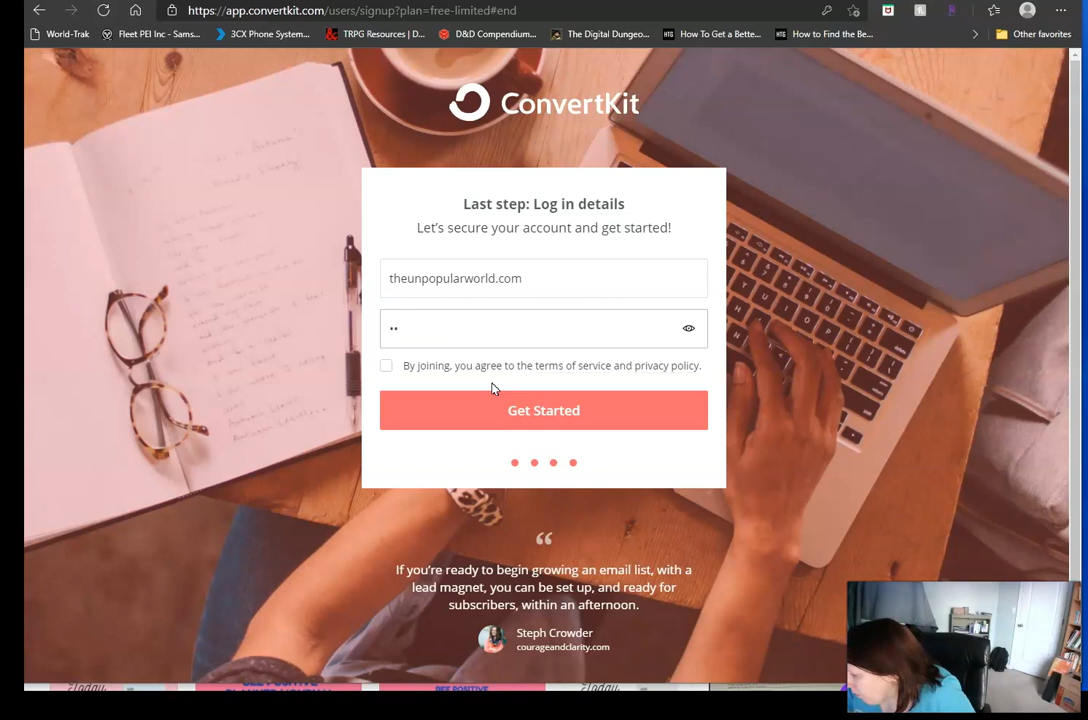 https://app.convertkit.com/users/signup?plan=free-limited#end
World-Trak
Fleet PEI Inc - Sams...
3CX Phone System...
TRPG Resources | D...
D&D Compendium...
The Digital Dungeo...
How To Get a Bette...
How to Find the Be...
Other favorites
ConvertKit
Last step: Log in details
Let's secure your account and get started!
theunpopularworld.com
By joining, you agree to the terms of service and privacy policy.
Get Started
“
If you're ready to begin growing an email list, with a
lead magnet, you can be set up, and ready for
subscribers, within an afternoon.
Steph Crowder
courageandclarity.com